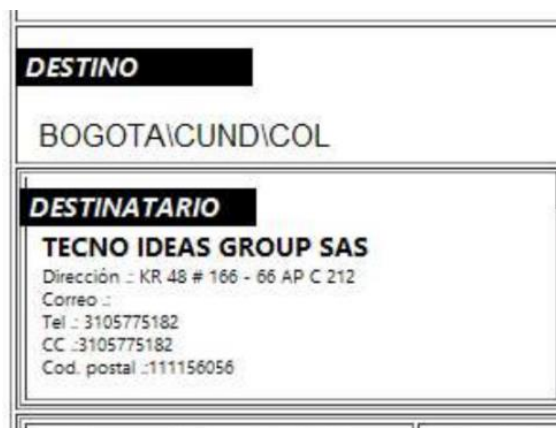 DESTINO
BOGOTA\CUND\COL
DESTINATARIO
TECNO IDEAS GROUP SAS
Dirección .: KR 48 # 166 - 66 AP C 212
Correo .:
Tel .: 3105775182
CC .:3105775182
Cod. postal .:111156056